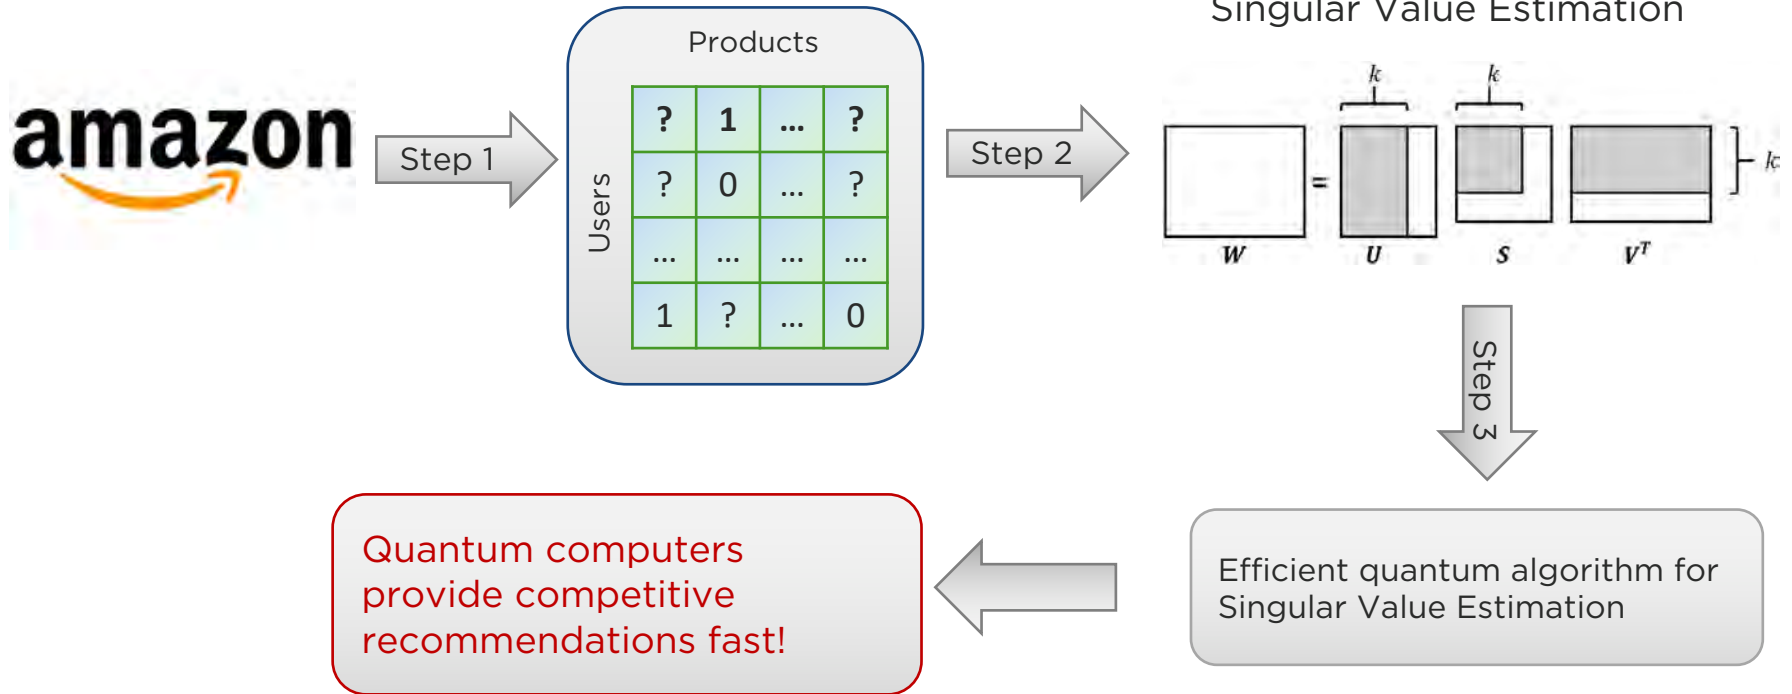 Singular Value Estimation
amazon
Step 1
Products
Users
? 1 ... ?
? 0 ... ?
... ... ... ...
1 ? ... 0
Step 2
k k
k
=
W U S V^T
Step 3
Efficient quantum algorithm for
Singular Value Estimation
Quantum computers
provide competitive
recommendations fast!